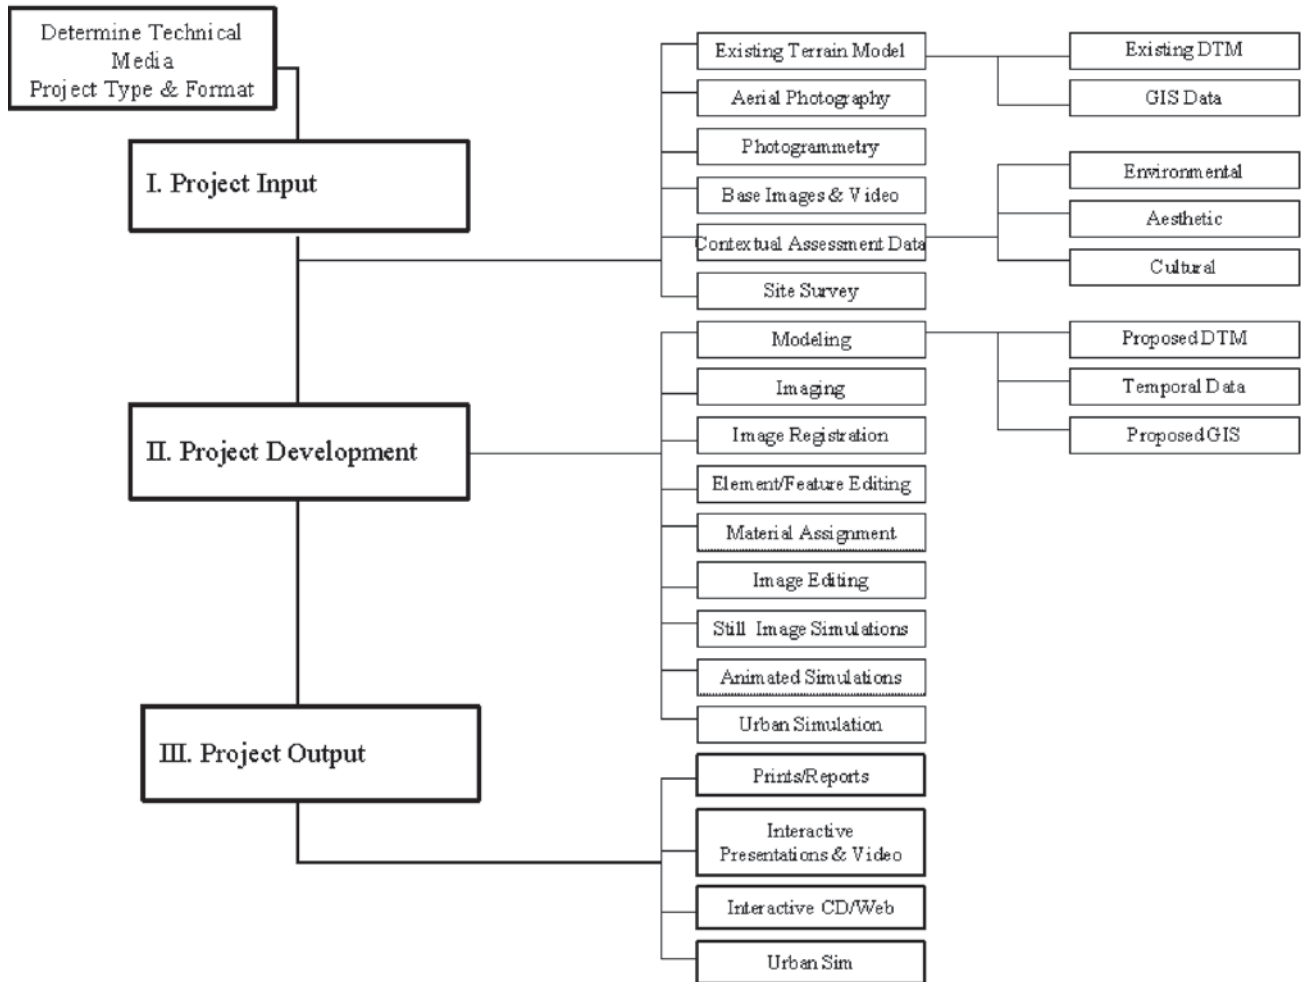 Determine Technical
Media
Project Type & Format
I. Project Input
Existing Terrain Model
Existing DTM
GIS Data
Aerial Photography
Photogrammetry
Base Images & Video
Contextual Assessment Data
Environmental
Aesthetic
Cultural
Site Survey
II. Project Development
Modeling
Proposed DTM
Temporal Data
Proposed GIS
Imaging
Image Registration
Element/Feature Editing
Material Assignment
Image Editing
Still Image Simulations
Animated Simulations
Urban Simulation
III. Project Output
Prints/Reports
Interactive
Presentations & Video
Interactive CD/Web
Urban Sim